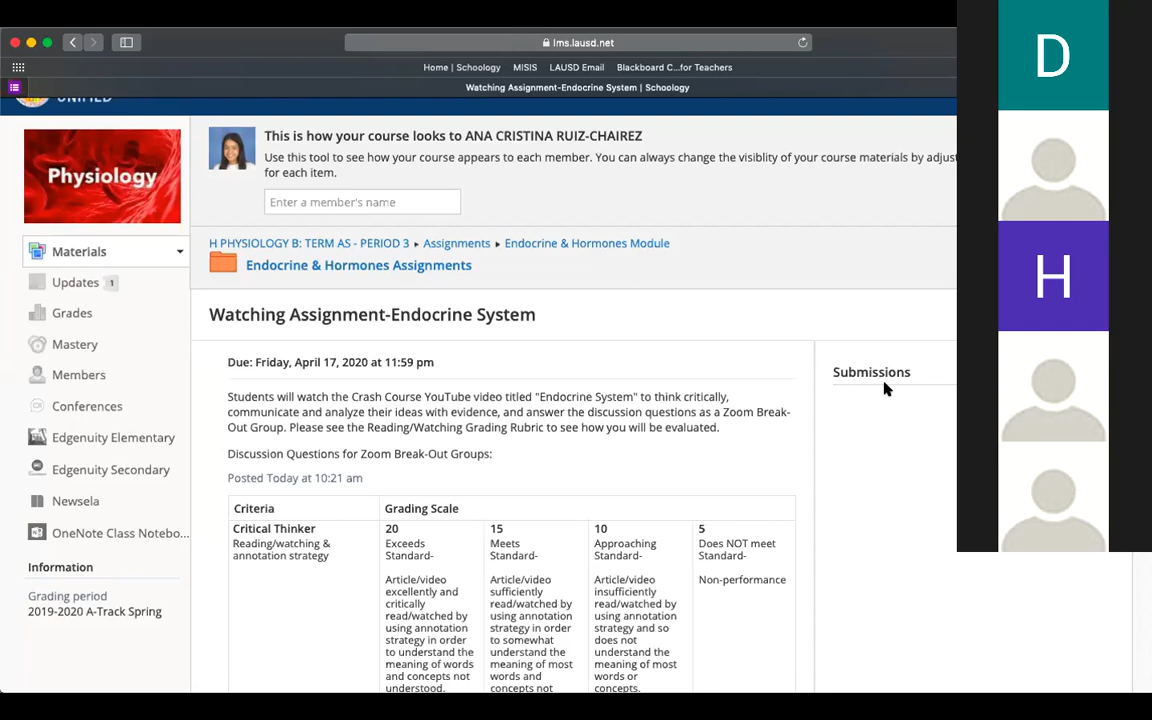 lms.lausd.net
Home | Schoology MISIS LAUSD Email Blackboard C...for Teachers
Watching Assignment-Endocrine System | Schoology
UNIFIED
Physiology
This is how your course looks to ANA CRISTINA RUIZ-CHAIREZ
Use this tool to see how your course appears to each member. You can always change the visiblity of your course materials by adjus
for each item.
Enter a member's name
Materials
Updates 1
Grades
Mastery
Members
Conferences
Edgenuity Elementary
Edgenuity Secondary
Newsela
OneNote Class Notebo...
Information
Grading period
2019-2020 A-Track Spring
H PHYSIOLOGY B: TERM AS - PERIOD 3 ▸ Assignments ▸ Endocrine & Hormones Module
Endocrine & Hormones Assignments
Watching Assignment-Endocrine System
Due: Friday, April 17, 2020 at 11:59 pm
Students will watch the Crash Course YouTube video titled "Endocrine System" to think critically,
communicate and analyze their ideas with evidence, and answer the discussion questions as a Zoom Break-
Out Group. Please see the Reading/Watching Grading Rubric to see how you will be evaluated.
Discussion Questions for Zoom Break-Out Groups:
Posted Today at 10:21 am
Criteria Grading Scale
Critical Thinker
Reading/watching &
annotation strategy
20
Exceeds
Standard-
Article/video
excellently and
critically
read/watched by
using annotation
strategy in order
to understand the
meaning of words
and concepts not
understood.
15
Meets
Standard-
Article/video
sufficiently
read/watched by
using annotation
strategy in order
to somewhat
understand the
meaning of most
words and
concepts not
10
Approaching
Standard-
Article/video
insufficiently
read/watched by
using annotation
strategy and so
does not
understand the
meaning of most
words or
concepts.
5
Does NOT meet
Standard-
Non-performance
Submissions
D
H